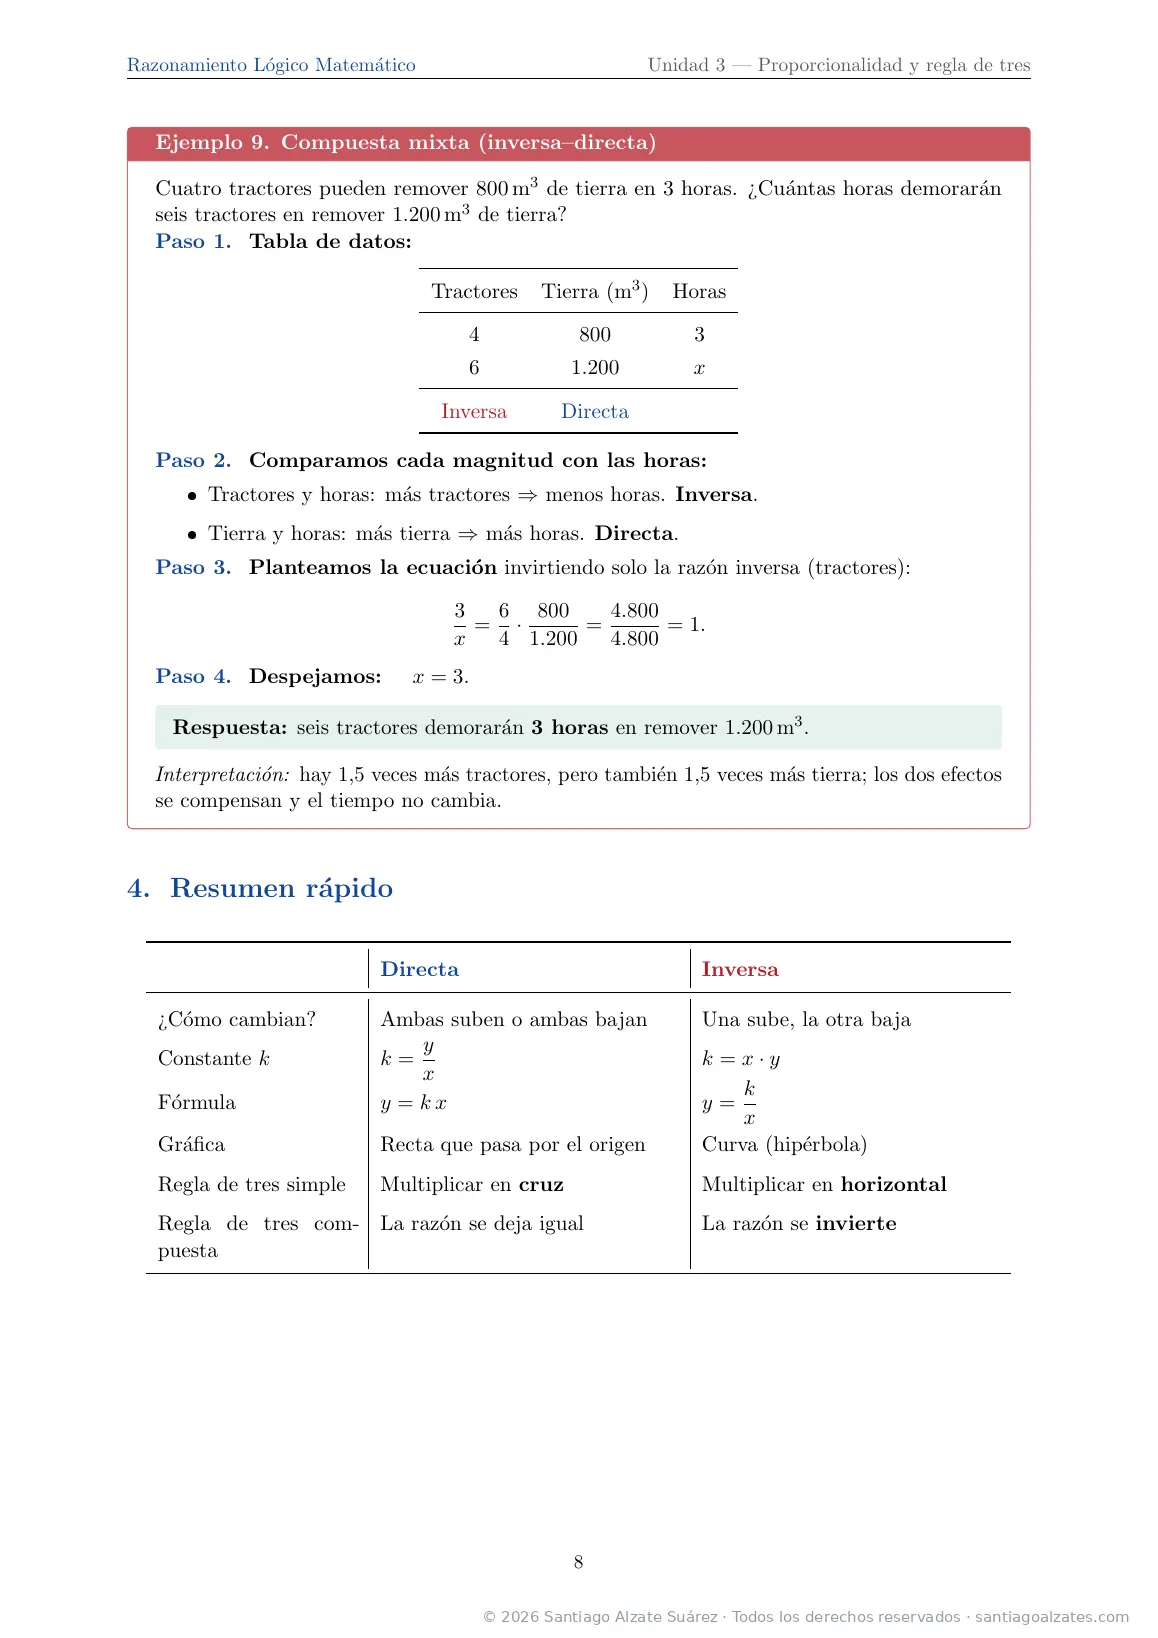 Razonamiento Lógico Matemático Unidad 3 — Proporcionalidad y regla de tres
Ejemplo 9. Compuesta mixta (inversa–directa)
Cuatro tractores pueden remover 800 m³ de tierra en 3 horas. ¿Cuántas horas demorarán
seis tractores en remover 1.200 m³ de tierra?
Paso 1. Tabla de datos:
Tractores Tierra (m³) Horas
4 800 3
6 1.200 x
Inversa Directa
Paso 2. Comparamos cada magnitud con las horas:
• Tractores y horas: más tractores ⇒ menos horas. Inversa.
• Tierra y horas: más tierra ⇒ más horas. Directa.
Paso 3. Planteamos la ecuación invirtiendo solo la razón inversa (tractores):
3/x = 6/4 · 800/1.200 = 4.800/4.800 = 1.
Paso 4. Despejamos: x = 3.
Respuesta: seis tractores demorarán 3 horas en remover 1.200 m³.
Interpretación: hay 1,5 veces más tractores, pero también 1,5 veces más tierra; los dos efectos
se compensan y el tiempo no cambia.
4. Resumen rápido
Directa Inversa
¿Cómo cambian? Ambas suben o ambas bajan Una sube, la otra baja
Constante k k = y/x k = x · y
Fórmula y = k x y = k/x
Gráfica Recta que pasa por el origen Curva (hipérbola)
Regla de tres simple Multiplicar en cruz Multiplicar en horizontal
Regla de tres com- La razón se deja igual La razón se invierte
puesta
8
© 2026 Santiago Alzate Suárez · Todos los derechos reservados · santiagoalzates.com